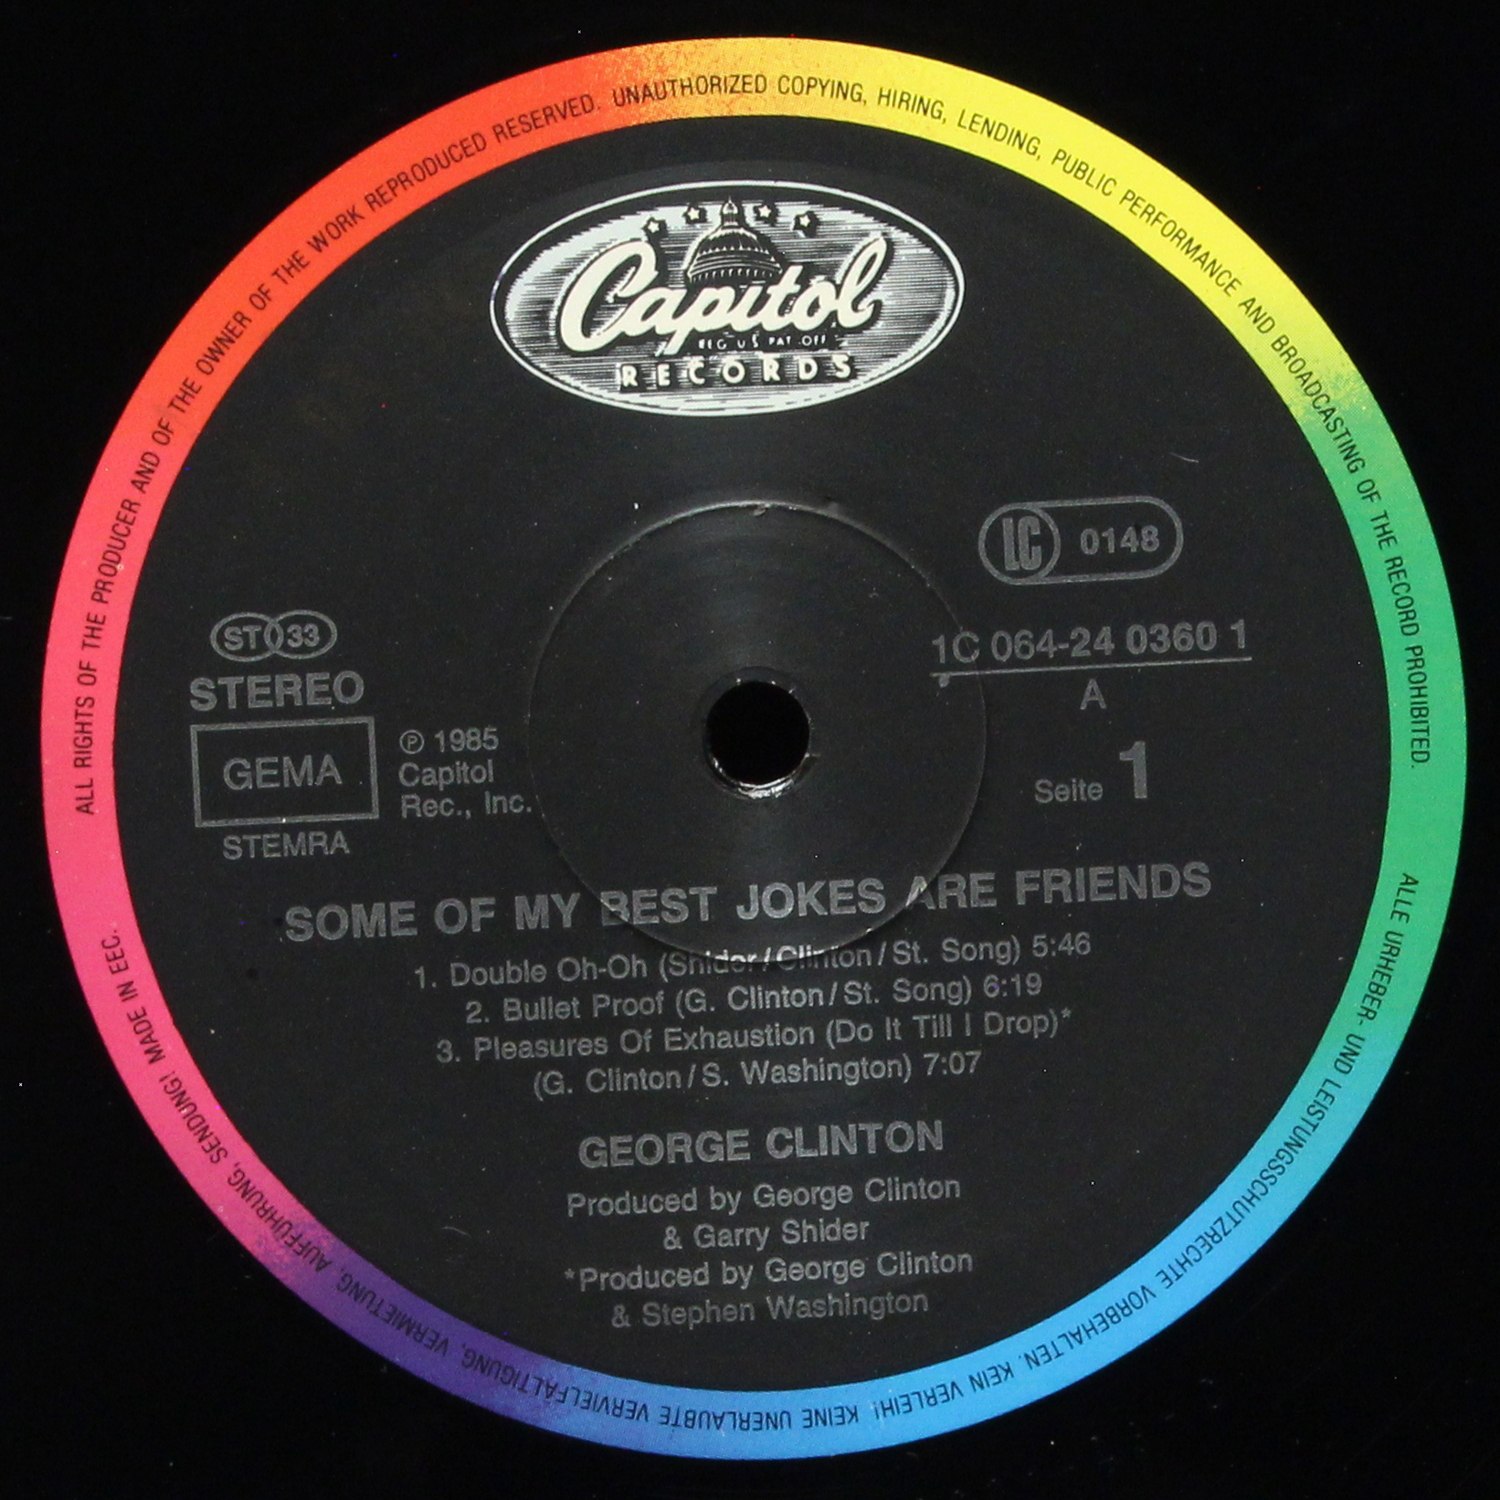 ALL RIGHTS OF THE PRODUCER AND OF THE OWNER OF THE WORK REPRODUCED RESERVED. UNAUTHORIZED COPYING, HIRING, LENDING, PUBLIC PERFORMANCE AND BROADCASTING OF THE RECORD PROHIBITED.
Capitol
REG US PAT OFF
RECORDS
LC 0148
1C 064-24 0360 1
A
Seite 1
ST 33
STEREO
GEMA
STEMRA
℗ 1985
Capitol
Rec., Inc.
SOME OF MY BEST JOKES ARE FRIENDS
1. Double Oh-Oh (Snider/Clinton/St. Song) 5:46
2. Bullet Proof (G. Clinton/St. Song) 6:19
3. Pleasures Of Exhaustion (Do It Till I Drop)*
(G. Clinton/S. Washington) 7:07
GEORGE CLINTON
Produced by George Clinton
& Garry Shider
*Produced by George Clinton
& Stephen Washington
ALLE URHEBER- UND LEISTUNGSSCHUTZRECHTE VORBEHALTEN. KEIN VERLEIH! KEINE UNERLAUBTE VERVIELFÄLTIGUNG, VERMIETUNG, AUFFÜHRUNG, SENDUNG! MADE IN EEC.